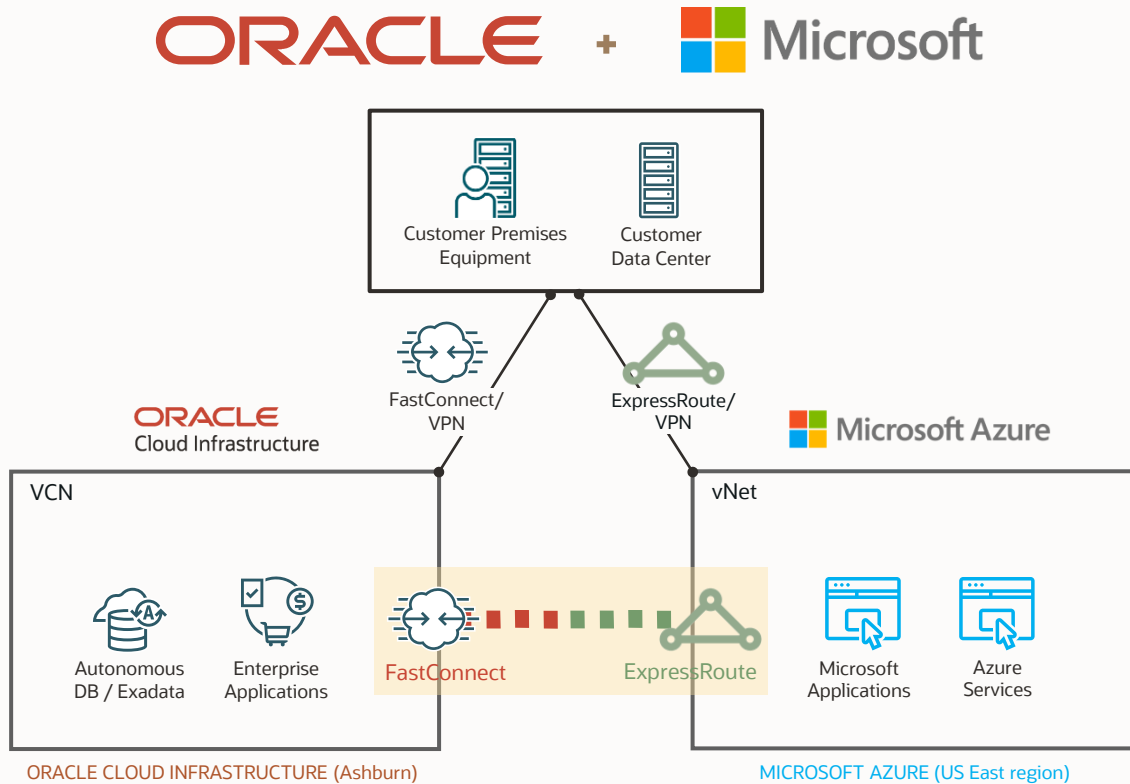 ORACLE + Microsoft
Customer Premises
Equipment
Customer
Data Center
FastConnect/
VPN
ExpressRoute/
VPN
ORACLE
Cloud Infrastructure
Microsoft Azure
VCN
vNet
A
$
Autonomous
DB / Exadata
Enterprise
Applications
FastConnect
ExpressRoute
Microsoft
Applications
Azure
Services
ORACLE CLOUD INFRASTRUCTURE (Ashburn)
MICROSOFT AZURE (US East region)